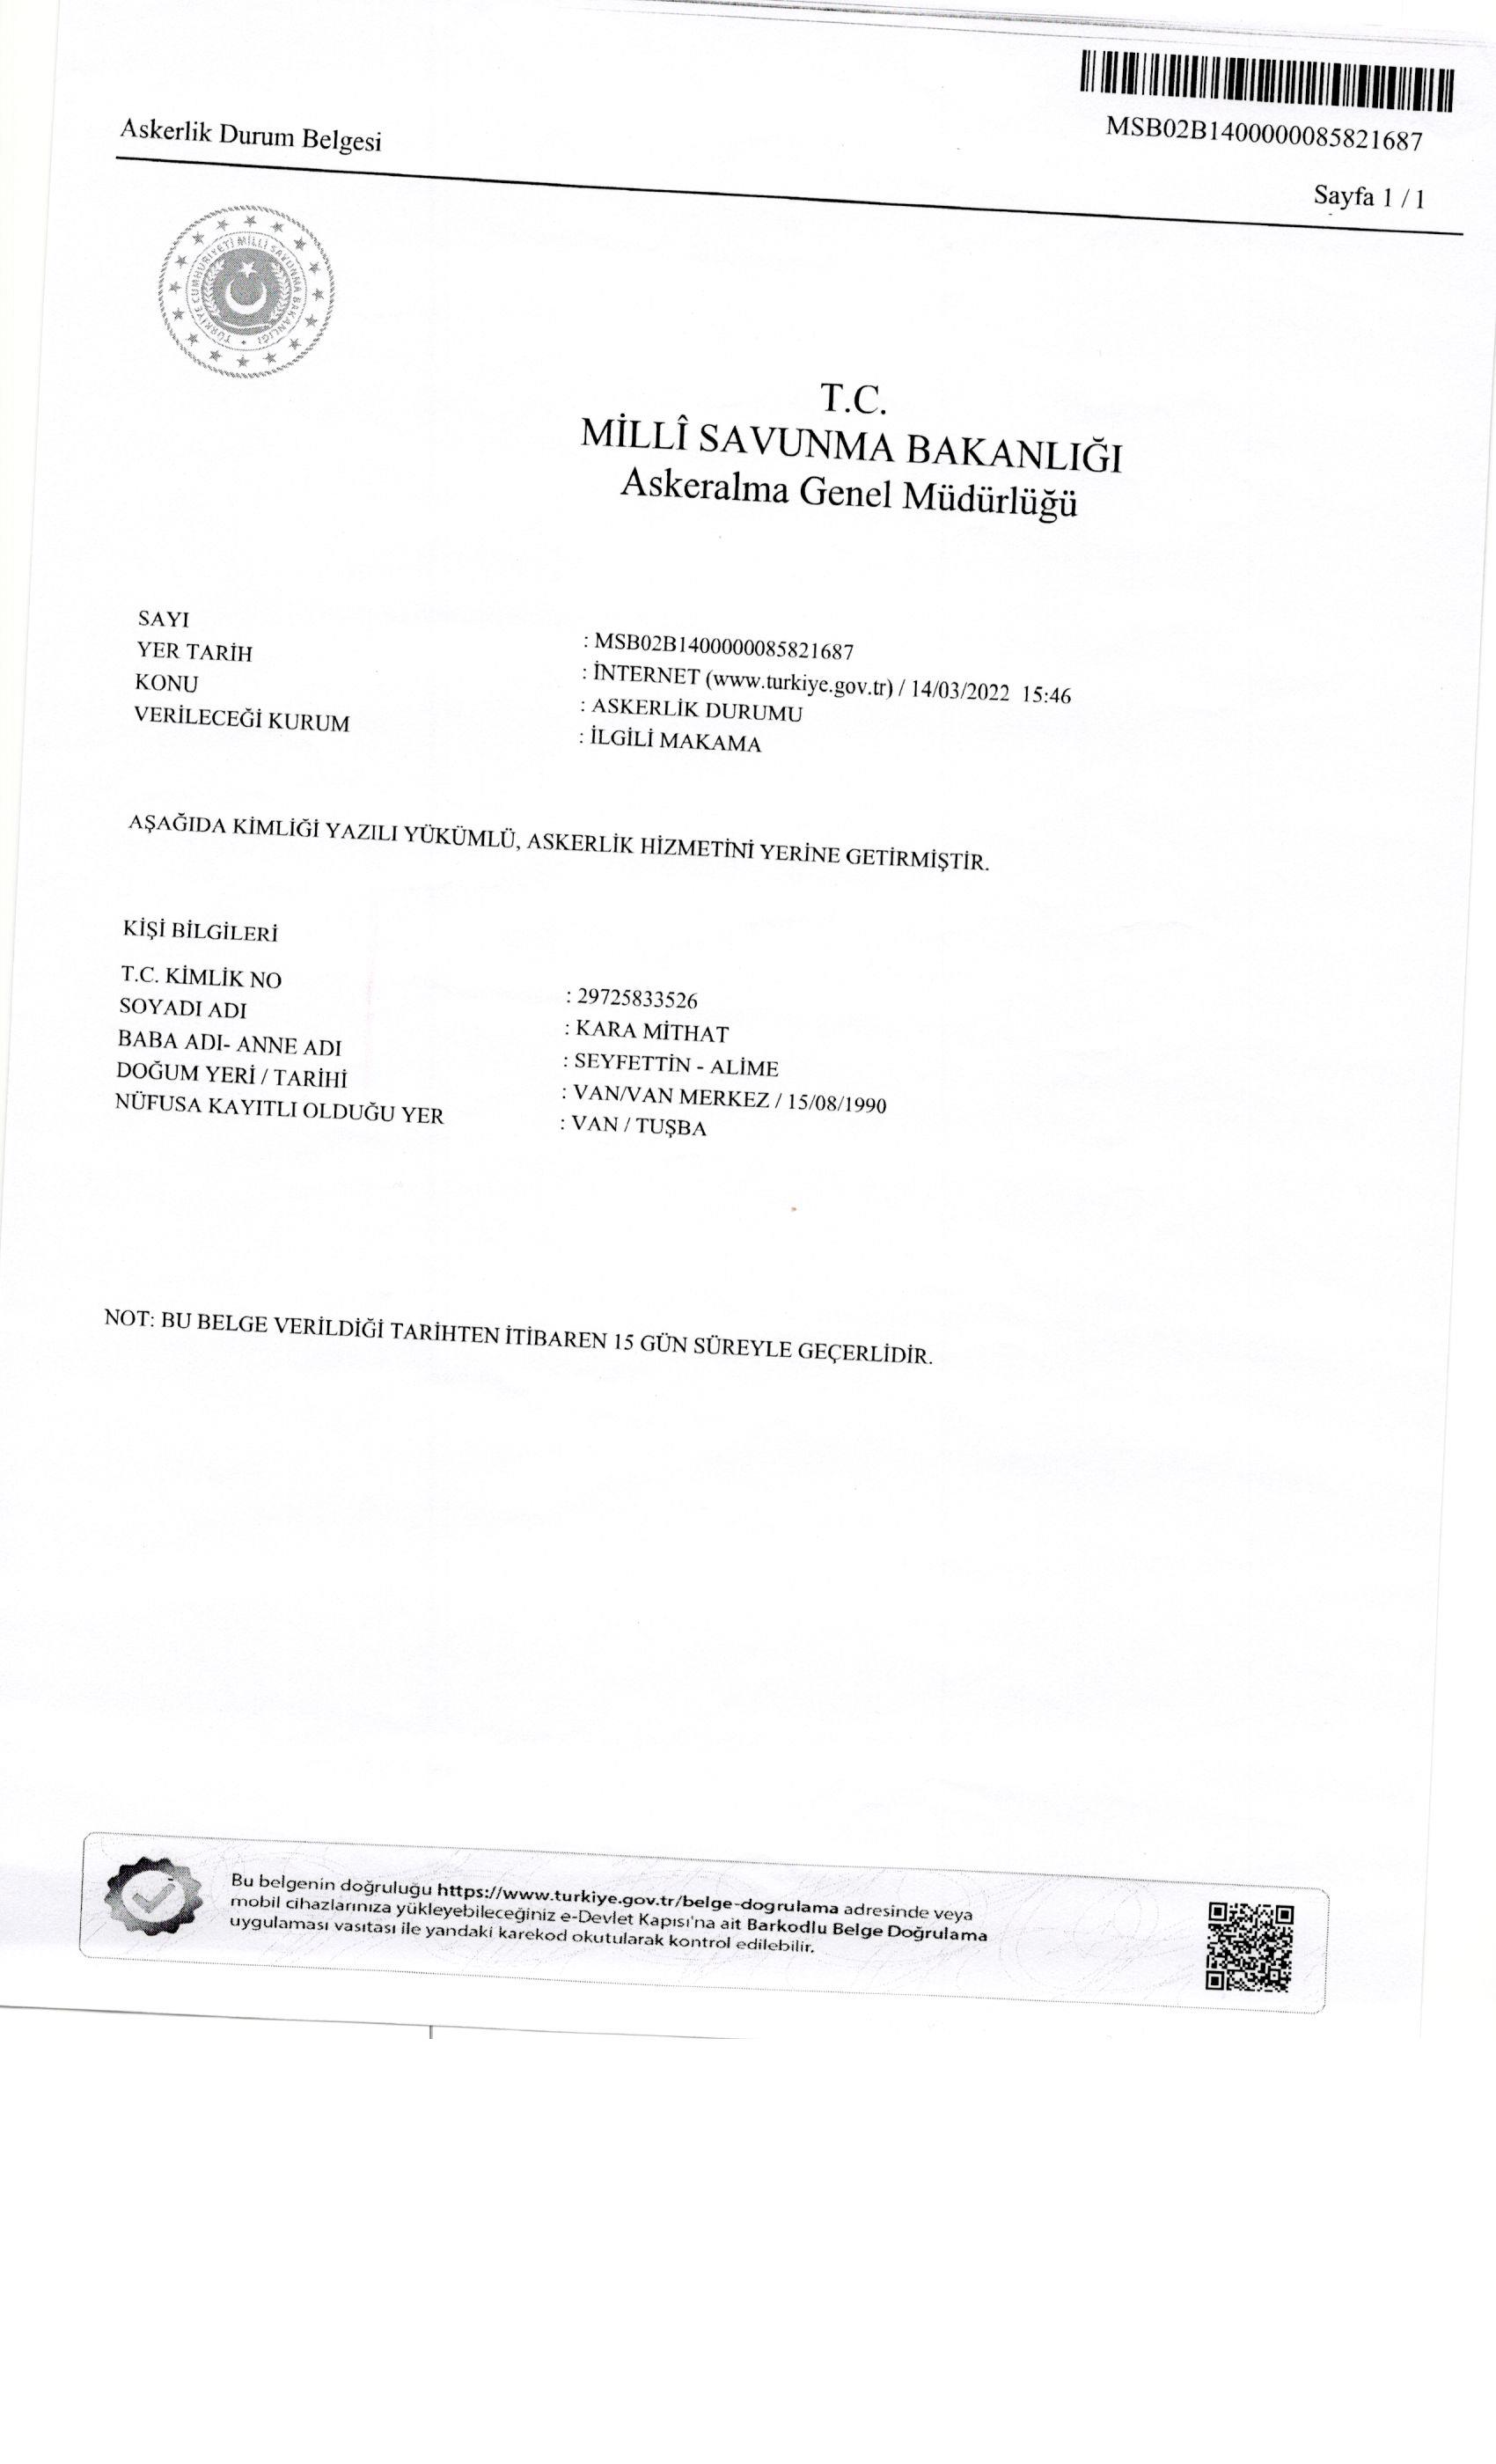 Askerlik Durum Belgesi
MSB02B1400000085821687
Sayfa 1 / 1
TÜRKİYE CUMHURİYETİ MİLLİ SAVUNMA BAKANLIĞI
T.C.
MİLLÎ SAVUNMA BAKANLIĞI
Askeralma Genel Müdürlüğü
SAYI : MSB02B1400000085821687
YER TARİH : İNTERNET (www.turkiye.gov.tr) / 14/03/2022 15:46
KONU : ASKERLİK DURUMU
VERİLECEĞİ KURUM : İLGİLİ MAKAMA
AŞAĞIDA KİMLİĞİ YAZILI YÜKÜMLÜ, ASKERLİK HİZMETİNİ YERİNE GETİRMİŞTİR.
KİŞİ BİLGİLERİ
T.C. KİMLİK NO : 29725833526
SOYADI ADI : KARA MİTHAT
BABA ADI- ANNE ADI : SEYFETTİN - ALİME
DOĞUM YERİ / TARİHİ : VAN/VAN MERKEZ / 15/08/1990
NÜFUSA KAYITLI OLDUĞU YER : VAN / TUŞBA
NOT: BU BELGE VERİLDİĞİ TARİHTEN İTİBAREN 15 GÜN SÜREYLE GEÇERLİDİR.
Bu belgenin doğruluğu https://www.turkiye.gov.tr/belge-dogrulama adresinde veya
mobil cihazlarınıza yükleyebileceğiniz e-Devlet Kapısı'na ait Barkodlu Belge Doğrulama
uygulaması vasıtası ile yandaki karekod okutularak kontrol edilebilir.